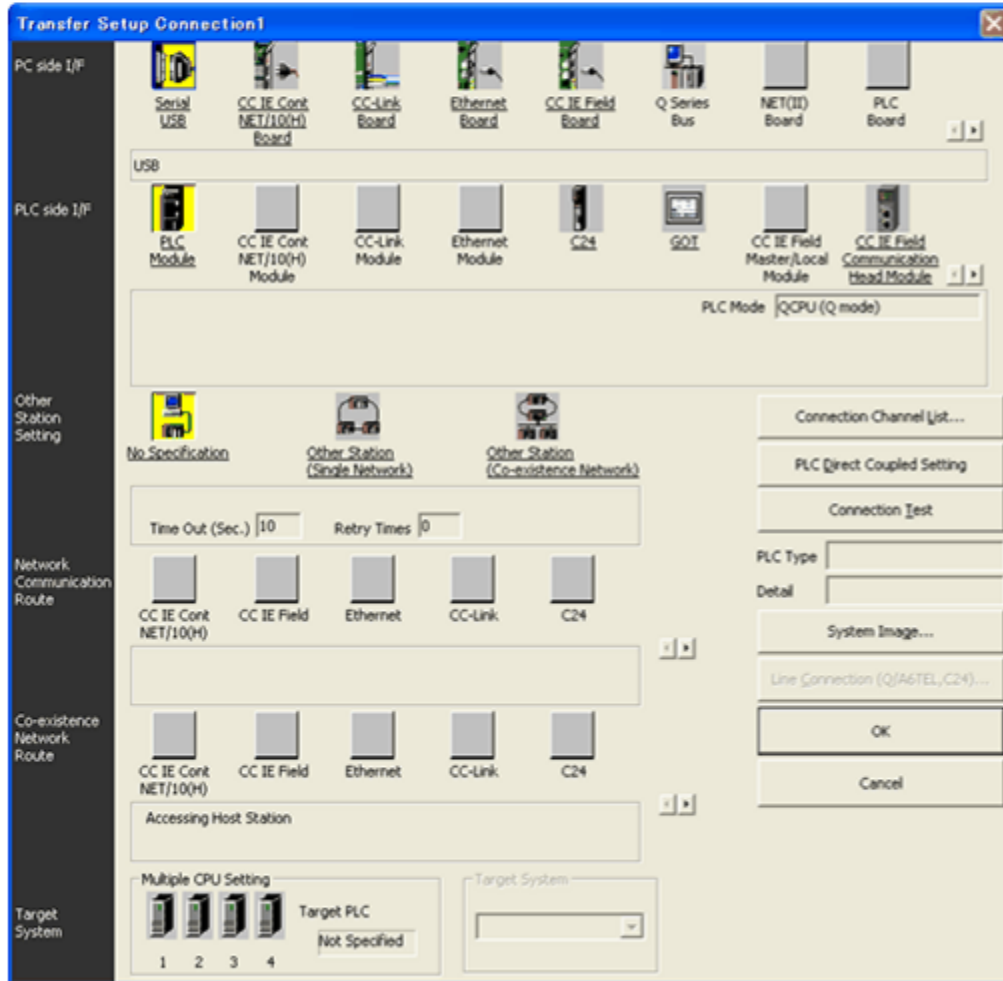 Transfer Setup Connection1
PC side I/F
Serial
USB
CC IE Cont
NET/10(H)
Board
CC-Link
Board
Ethernet
Board
CC IE Field
Board
Q Series
Bus
NET(II)
Board
PLC
Board
USB
PLC side I/F
PLC
Module
CC IE Cont
NET/10(H)
Module
CC-Link
Module
Ethernet
Module
C24
GOT
CC IE Field
Master/Local
Module
CC IE Field
Communication
Head Module
PLC Mode QCPU (Q mode)
Other
Station
Setting
No Specification
Other Station
(Single Network)
Other Station
(Co-existence Network)
Time Out (Sec.) 10 Retry Times 0
Connection Channel List...
PLC Direct Coupled Setting
Connection Test
PLC Type
Detail
System Image...
Line Connection (Q/A6TEL,C24)...
OK
Cancel
Network
Communication
Route
CC IE Cont
NET/10(H)
CC IE Field
Ethernet
CC-Link
C24
Co-existence
Network
Route
CC IE Cont
NET/10(H)
CC IE Field
Ethernet
CC-Link
C24
Accessing Host Station
Target
System
Multiple CPU Setting
1 2 3 4
Target PLC
Not Specified
Target System